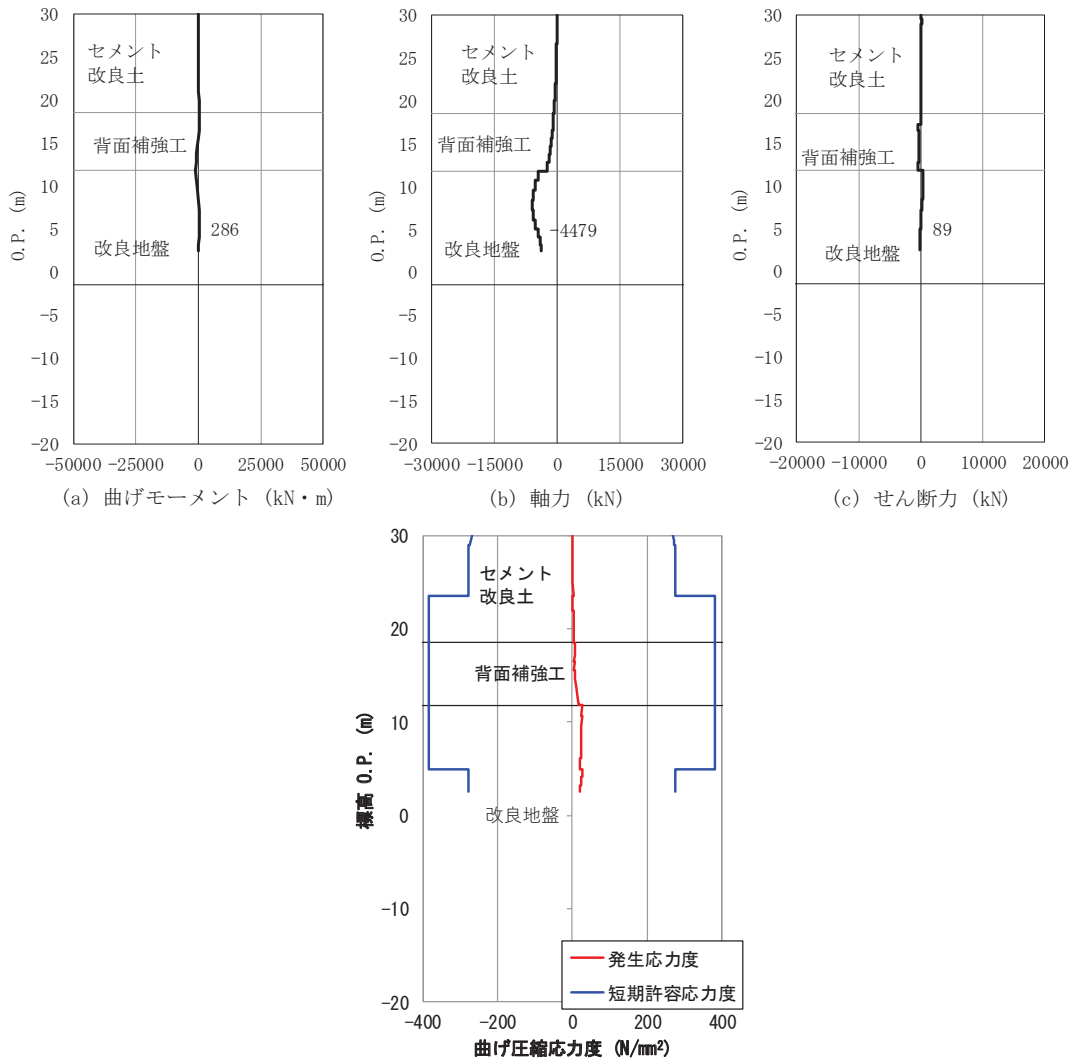 30
25
20
15
10
5
0
-5
-10
-15
-20
O.P. (m)
セメント
改良土
背面補強工
改良地盤
286
-50000 -25000 0 25000 50000
(a) 曲げモーメント (kN・m)
30
25
20
15
10
5
0
-5
-10
-15
-20
O.P. (m)
セメント
改良土
背面補強工
改良地盤
-4479
-30000 -15000 0 15000 30000
(b) 軸力 (kN)
30
25
20
15
10
5
0
-5
-10
-15
-20
O.P. (m)
セメント
改良土
背面補強工
改良地盤
89
-20000 -10000 0 10000 20000
(c) せん断力 (kN)
30
20
10
0
-10
-20
標高 O.P. (m)
セメント
改良土
背面補強工
改良地盤
発生応力度
短期許容応力度
-400 -200 0 200 400
曲げ圧縮応力度 (N/mm²)